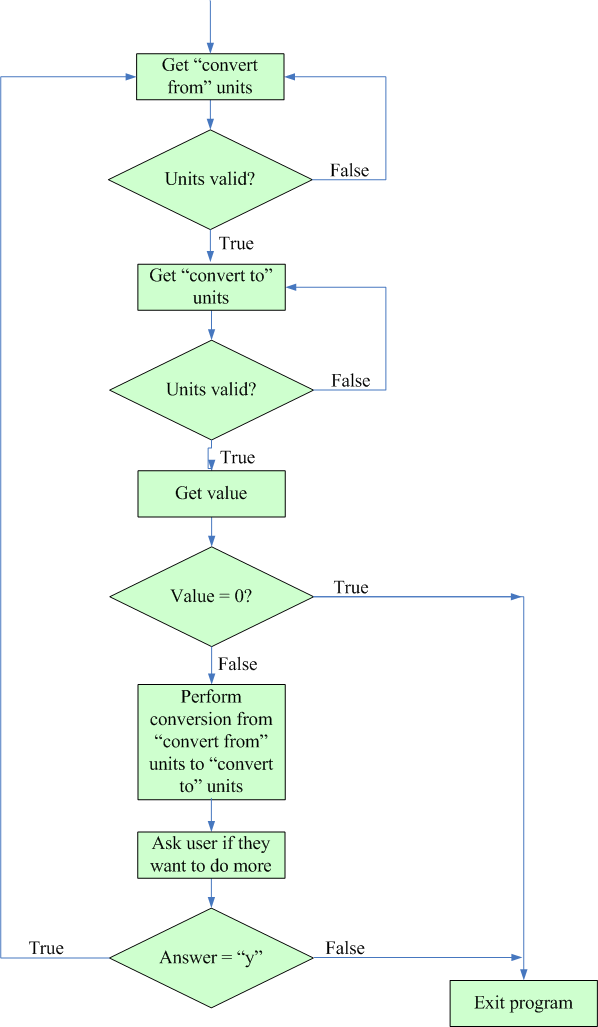 Get “convert
from” units
Units valid?
False
True
Get “convert to”
units
Units valid?
False
True
Get value
Value = 0?
True
False
Perform
conversion from
“convert from”
units to “convert
to” units
Ask user if they
want to do more
True
Answer = “y”
False
Exit program